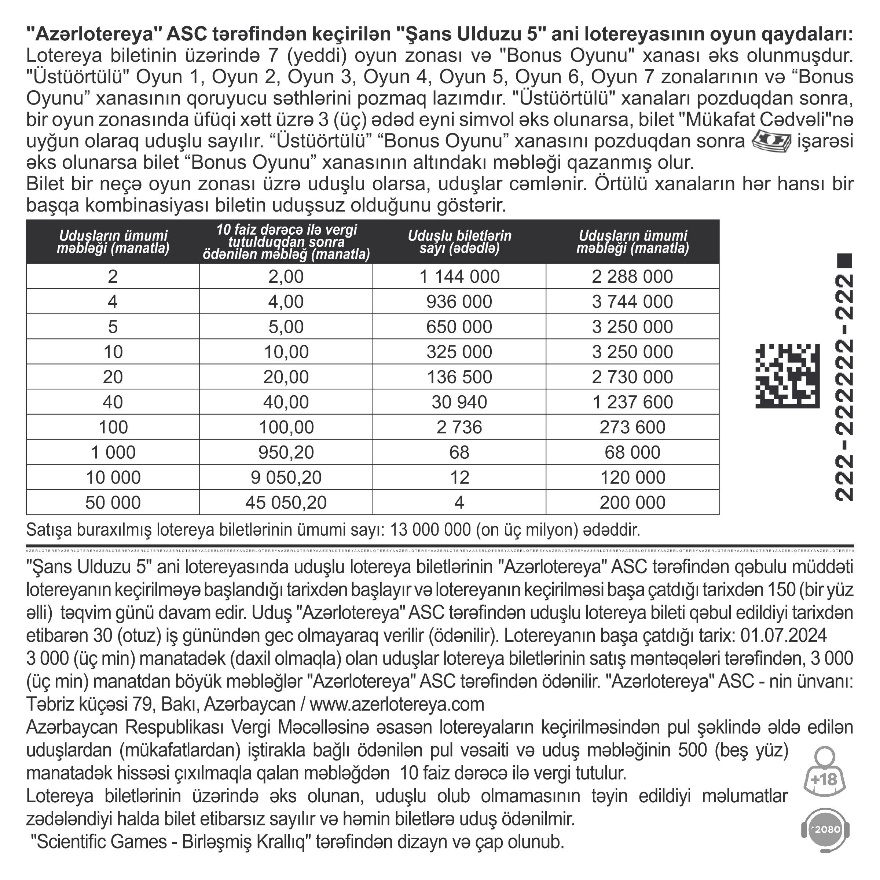 "Azərlotereya" ASC tərəfindən keçirilən "Şans Ulduzu 5" ani lotereyasının oyun qaydaları:
Lotereya biletinin üzərində 7 (yeddi) oyun zonası və "Bonus Oyunu" xanası əks olunmuşdur.
"Üstüörtülü" Oyun 1, Oyun 2, Oyun 3, Oyun 4, Oyun 5, Oyun 6, Oyun 7 zonalarının və “Bonus
Oyunu” xanasının qoruyucu səthlərini pozmaq lazımdır. "Üstüörtülü" xanaları pozduqdan sonra,
bir oyun zonasında üfüqi xətt üzrə 3 (üç) ədəd eyni simvol əks olunarsa, bilet "Mükafat Cədvəli"nə
uyğun olaraq uduşlu sayılır. “Üstüörtülü“ “Bonus Oyunu” xanasını pozduqdan sonra işarəsi
əks olunarsa bilet “Bonus Oyunu” xanasının altındakı məbləği qazanmış olur.
Bilet bir neçə oyun zonası üzrə uduşlu olarsa, uduşlar cəmlənir. Örtülü xanaların hər hansı bir
başqa kombinasiyası biletin uduşsuz olduğunu göstərir.
Uduşların ümumi məbləği (manatla) 10 faiz dərəcə ilə vergi tutulduqdan sonra ödənilən məbləğ (manatla) Uduşlu biletlərin sayı (ədədlə) Uduşların ümumi məbləği (manatla)
2 2,00 1 144 000 2 288 000
4 4,00 936 000 3 744 000
5 5,00 650 000 3 250 000
10 10,00 325 000 3 250 000
20 20,00 136 500 2 730 000
40 40,00 30 940 1 237 600
100 100,00 2 736 273 600
1 000 950,20 68 68 000
10 000 9 050,20 12 120 000
50 000 45 050,20 4 200 000
222-222222-222
Satışa buraxılmış lotereya biletlərinin ümumi sayı: 13 000 000 (on üç milyon) ədəddir.
"Şans Ulduzu 5" ani lotereyasında uduşlu lotereya biletlərinin "Azərlotereya" ASC tərəfindən qəbulu müddəti
lotereyanın keçirilməyə başlandığı tarixdən başlayır və lotereyanın keçirilməsi başa çatdığı tarixdən 150 (bir yüz
əlli) təqvim günü davam edir. Uduş "Azərlotereya" ASC tərəfindən uduşlu lotereya bileti qəbul edildiyi tarixdən
etibarən 30 (otuz) iş günündən gec olmayaraq verilir (ödənilir). Lotereyanın başa çatdığı tarix: 01.07.2024
3 000 (üç min) manatadək (daxil olmaqla) olan uduşlar lotereya biletlərinin satış məntəqələri tərəfindən, 3 000
(üç min) manatdan böyük məbləğlər "Azərlotereya" ASC tərəfindən ödənilir. "Azərlotereya" ASC - nin ünvanı:
Təbriz küçəsi 79, Bakı, Azərbaycan / www.azerlotereya.com
Azərbaycan Respublikası Vergi Məcəlləsinə əsasən lotereyaların keçirilməsindən pul şəklində əldə edilən
uduşlardan (mükafatlardan) iştirakla bağlı ödənilən pul vəsaiti və uduş məbləğinin 500 (beş yüz)
manatadək hissəsi çıxılmaqla qalan məbləğdən 10 faiz dərəcə ilə vergi tutulur.
+18
Lotereya biletlərinin üzərində əks olunan, uduşlu olub olmamasının təyin edildiyi məlumatlar
zədələndiyi halda bilet etibarsız sayılır və həmin biletlərə uduş ödənilmir.
*2080
"Scientific Games - Birləşmiş Krallıq" tərəfindən dizayn və çap olunub.